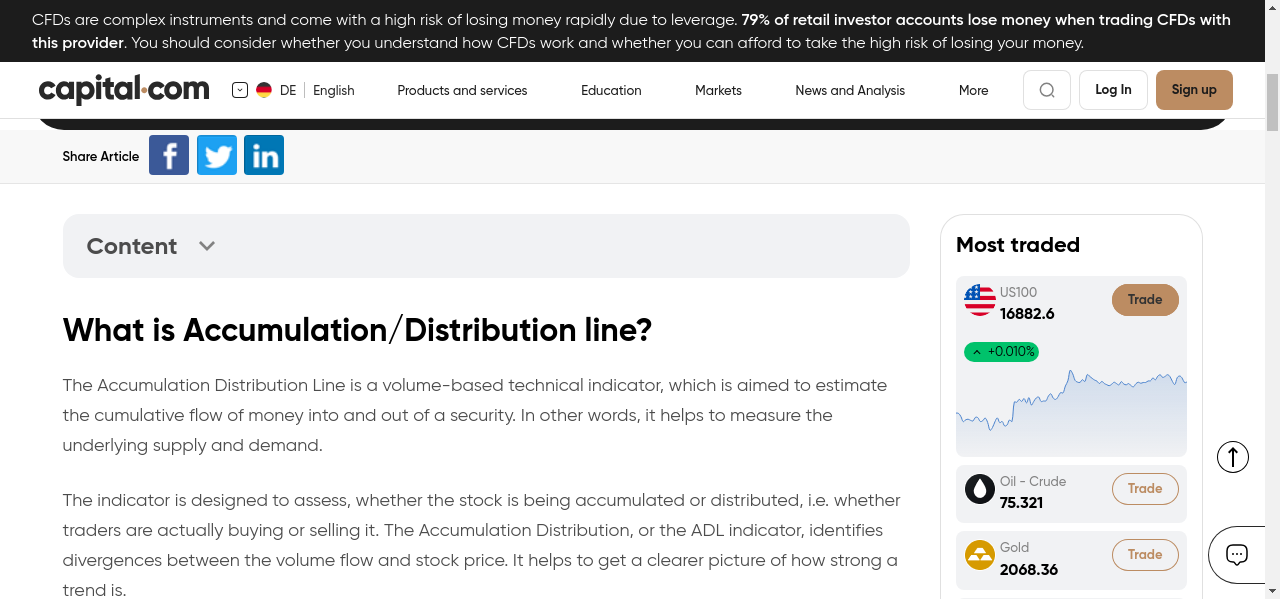 CFDs are complex instruments and come with a high risk of losing money rapidly due to leverage. 79% of retail investor accounts lose money when trading CFDs with
this provider. You should consider whether you understand how CFDs work and whether you can afford to take the high risk of losing your money.
capital.com
DE
English
Products and services
Education
Markets
News and Analysis
More
Log In
Sign up
Share Article
Content
What is Accumulation/Distribution line?
The Accumulation Distribution Line is a volume-based technical indicator, which is aimed to estimate
the cumulative flow of money into and out of a security. In other words, it helps to measure the
underlying supply and demand.
The indicator is designed to assess, whether the stock is being accumulated or distributed, i.e. whether
traders are actually buying or selling it. The Accumulation Distribution, or the ADL indicator, identifies
divergences between the volume flow and stock price. It helps to get a clearer picture of how strong a
trend is.
Most traded
US100
16882.6
Trade
+0.010%
Oil - Crude
75.321
Trade
Gold
2068.36
Trade